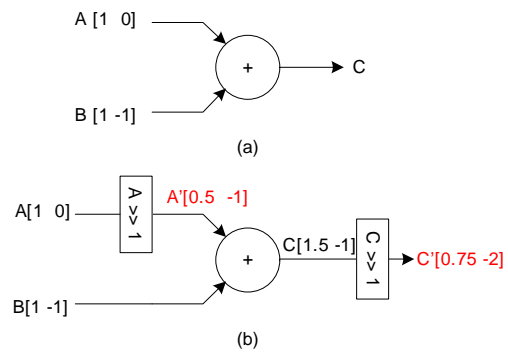 A [1 0]
+
C
B [1 -1]
(a)
A[1 0]
A >> 1
A'[0.5 -1]
+
C[1.5 -1]
C >> 1
C'[0.75 -2]
B[1 -1]
(b)